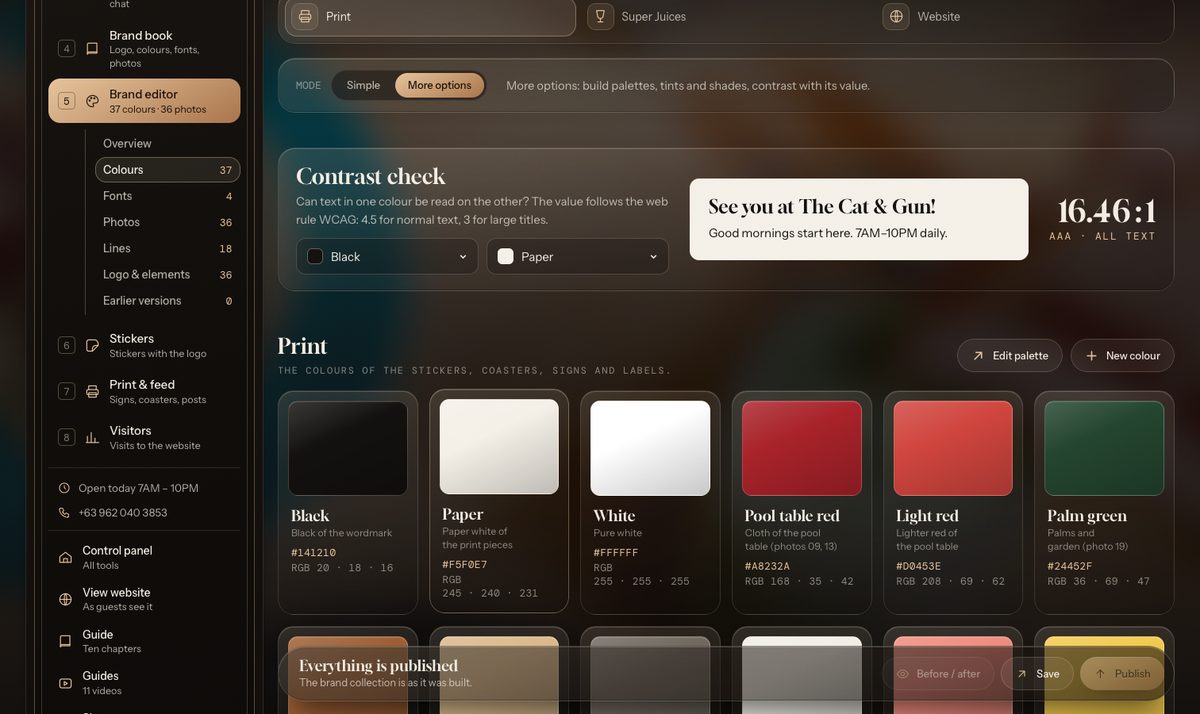 chat
4
Brand book
Logo, colours, fonts,
photos
5
Brand editor
37 colours · 36 photos
Overview
Colours 37
Fonts 4
Photos 36
Lines 18
Logo & elements 36
Earlier versions 0
6
Stickers
Stickers with the logo
7
Print & feed
Signs, coasters, posts
8
Visitors
Visits to the website
Open today 7AM – 10PM
+63 962 040 3853
Control panel
All tools
View website
As guests see it
Guide
Ten chapters
Guides
11 videos
Print
Super Juices
Website
MODE
Simple
More options
More options: build palettes, tints and shades, contrast with its value.
Contrast check
Can text in one colour be read on the other? The value follows the web
rule WCAG: 4.5 for normal text, 3 for large titles.
Black
Paper
See you at The Cat & Gun!
Good mornings start here. 7AM–10PM daily.
16.46:1
AAA · ALL TEXT
Print
THE COLOURS OF THE STICKERS, COASTERS, SIGNS AND LABELS.
Edit palette
New colour
Black
Black of the wordmark
#141210
RGB 20 · 18 · 16
Paper
Paper white of
the print pieces
#F5F0E7
RGB
245 · 240 · 231
White
Pure white
#FFFFFF
RGB
255 · 255 · 255
Pool table red
Cloth of the pool
table (photos 09, 13)
#A8232A
RGB 168 · 35 · 42
Light red
Lighter red of
the pool table
#D0453E
RGB 208 · 69 · 62
Palm green
Palms and
garden (photo 19)
#24452F
RGB 36 · 69 · 47
Everything is published
The brand collection is as it was built.
Before / after
Save
Publish